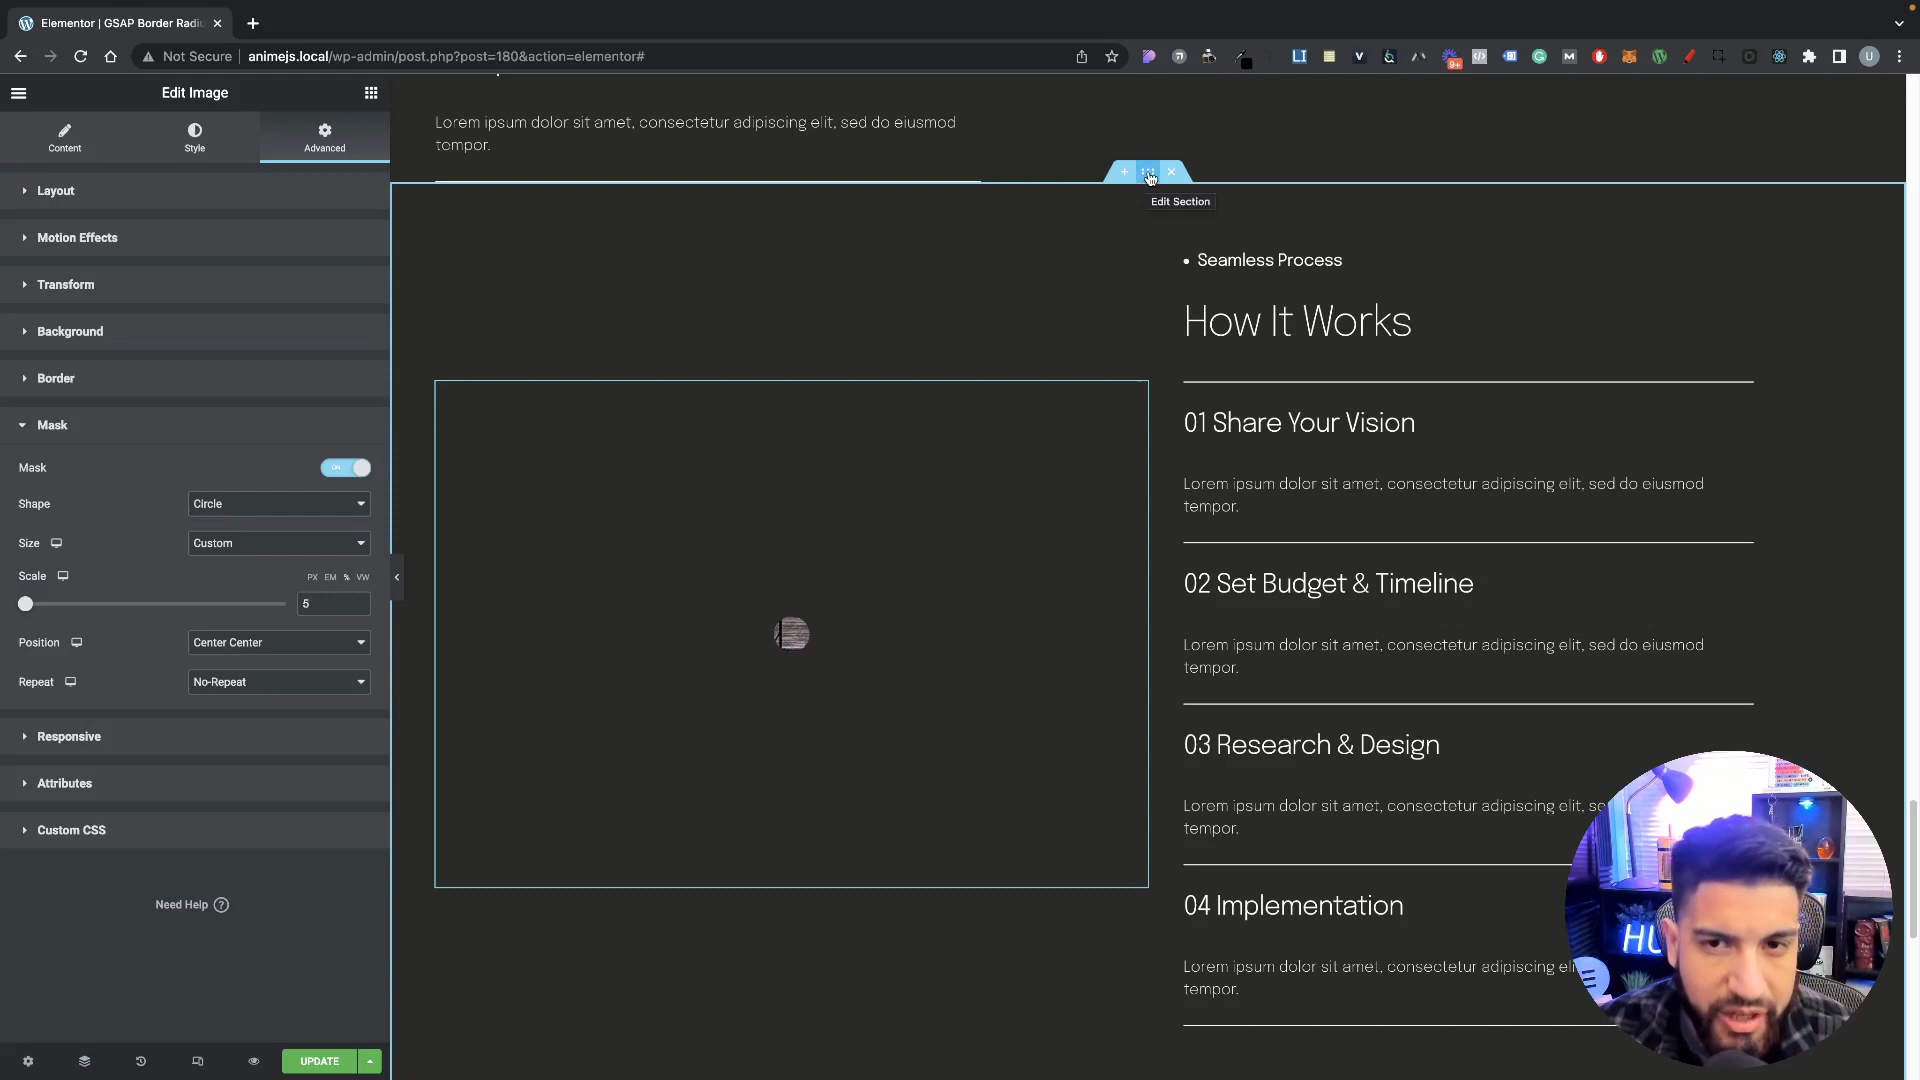 Elementor | GSAP Border Radiu
Not Secure
animejs.local/wp-admin/post.php?post=180&action=elementor#
9+
U
Edit Image
Content
Style
Advanced
Layout
Motion Effects
Transform
Background
Border
Mask
Mask
ON
Shape
Circle
Size
Custom
Scale
PX EM % VW
5
Position
Center Center
Repeat
No-Repeat
Responsive
Attributes
Custom CSS
Need Help
UPDATE
Lorem ipsum dolor sit amet, consectetur adipiscing elit, sed do eiusmod
tempor.
Edit Section
Seamless Process
How It Works
01 Share Your Vision
Lorem ipsum dolor sit amet, consectetur adipiscing elit, sed do eiusmod
tempor.
02 Set Budget & Timeline
Lorem ipsum dolor sit amet, consectetur adipiscing elit, sed do eiusmod
tempor.
03 Research & Design
Lorem ipsum dolor sit amet, consectetur adipiscing elit, se
tempor.
04 Implementation
Lorem ipsum dolor sit amet, consectetur adipiscing eli
tempor.
HU